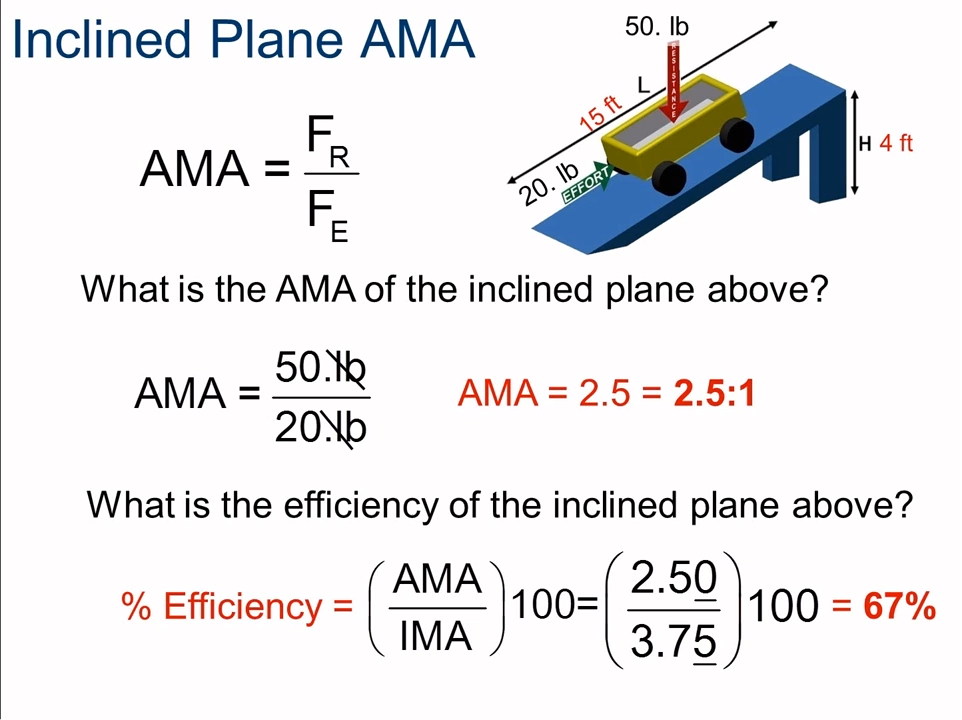 Inclined Plane AMA
50. lb
RESISTANCE
L
15 ft
20. lb
EFFORT
H 4 ft
AMA = F_R / F_E
What is the AMA of the inclined plane above?
AMA = 50.lb / 20.lb
AMA = 2.5 = 2.5:1
What is the efficiency of the inclined plane above?
% Efficiency = (AMA / IMA) 100 = (2.50 / 3.75) 100 = 67%